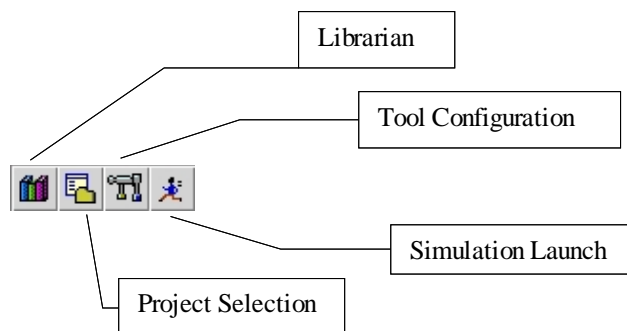 Librarian
Tool Configuration
Simulation Launch
Project Selection